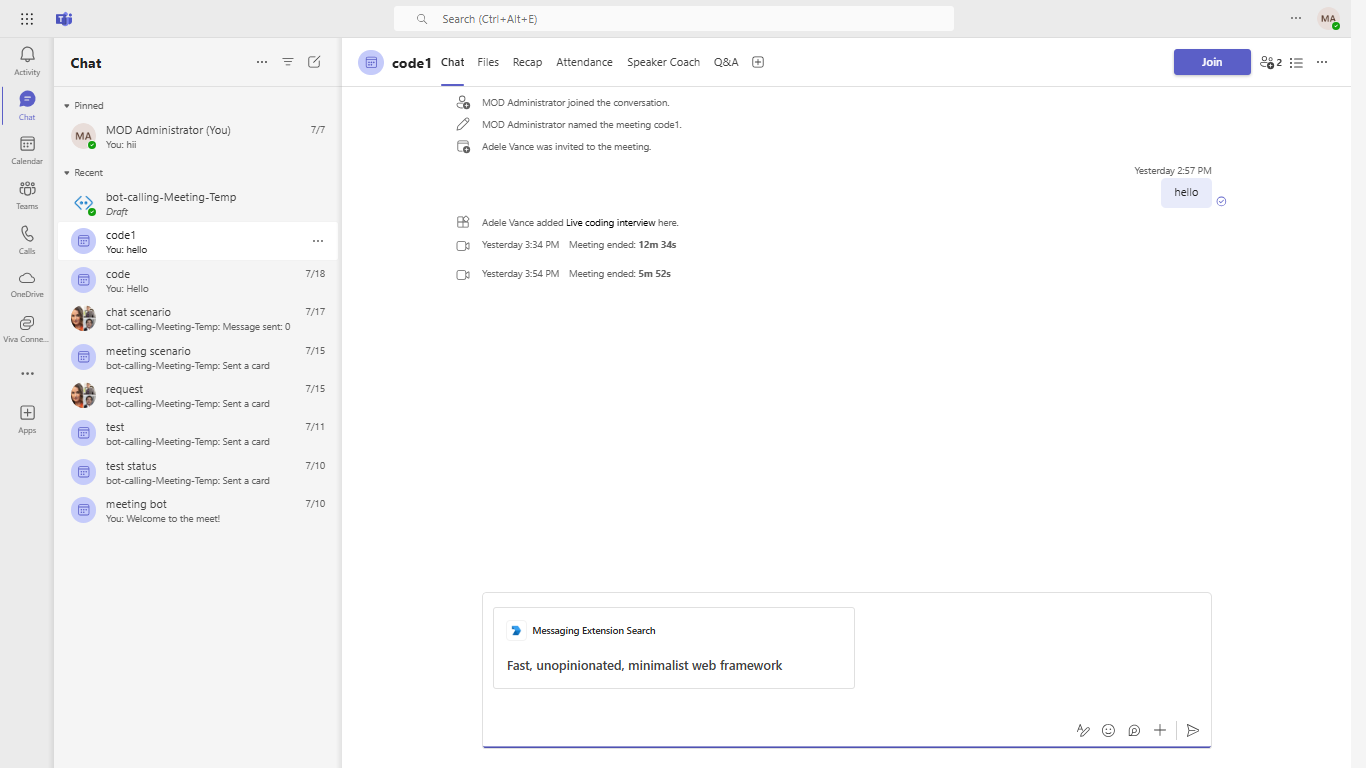 Search (Ctrl+Alt+E)
MA
Activity
Chat
Calendar
Teams
Calls
OneDrive
Viva Conne...
Apps
Chat
Pinned
MA
MOD Administrator (You) 7/7
You: hii
Recent
bot-calling-Meeting-Temp
Draft
code1
You: hello
code 7/18
You: Hello
chat scenario 7/17
bot-calling-Meeting-Temp: Message sent: 0
meeting scenario 7/15
bot-calling-Meeting-Temp: Sent a card
request 7/15
bot-calling-Meeting-Temp: Sent a card
test 7/11
bot-calling-Meeting-Temp: Sent a card
test status 7/10
bot-calling-Meeting-Temp: Sent a card
meeting bot 7/10
You: Welcome to the meet!
code1 Chat Files Recap Attendance Speaker Coach Q&A Join 2
MOD Administrator joined the conversation.
MOD Administrator named the meeting code1.
Adele Vance was invited to the meeting.
Yesterday 2:57 PM
hello
Adele Vance added Live coding interview here.
Yesterday 3:34 PM Meeting ended: 12m 34s
Yesterday 3:54 PM Meeting ended: 5m 52s
Messaging Extension Search
Fast, unopinionated, minimalist web framework